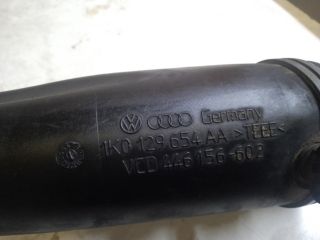 Germany
1K0 129 654 AA >TEEE<
VCD 446 156-602